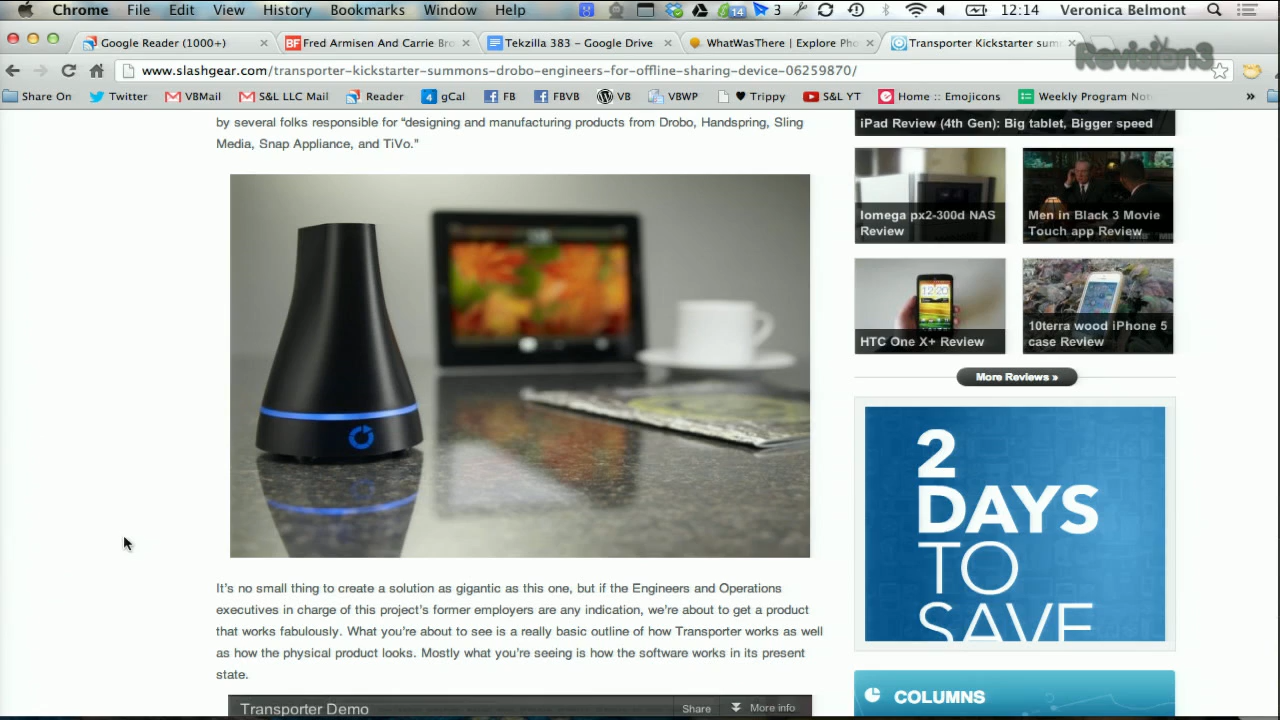 Chrome File Edit View History Bookmarks Window Help 14 3 12:14 Veronica Belmont
Google Reader (1000+) BF Fred Armisen And Carrie Bro Tekzilla 383 – Google Drive WhatWasThere | Explore Pho Transporter Kickstarter sum
Revision3
www.slashgear.com/transporter-kickstarter-summons-drobo-engineers-for-offline-sharing-device-06259870/
Share On Twitter VBMail S&L LLC Mail Reader 4 gCal FB FBVB VB VBWP ♥ Trippy S&L YT Home :: Emojicons Weekly Program Not »
by several folks responsible for “designing and manufacturing products from Drobo, Handspring, Sling
Media, Snap Appliance, and TiVo."
It’s no small thing to create a solution as gigantic as this one, but if the Engineers and Operations
executives in charge of this project’s former employers are any indication, we’re about to get a product
that works fabulously. What you’re about to see is a really basic outline of how Transporter works as well
as how the physical product looks. Mostly what you’re seeing is how the software works in its present
state.
Transporter Demo Share More info
iPad Review (4th Gen): Big tablet, Bigger speed
Iomega px2-300d NAS
Review
Men in Black 3 Movie
Touch app Review
12:20
HTC One X+ Review
10terra wood iPhone 5
case Review
More Reviews »
2
DAYS
TO
SAVE
COLUMNS